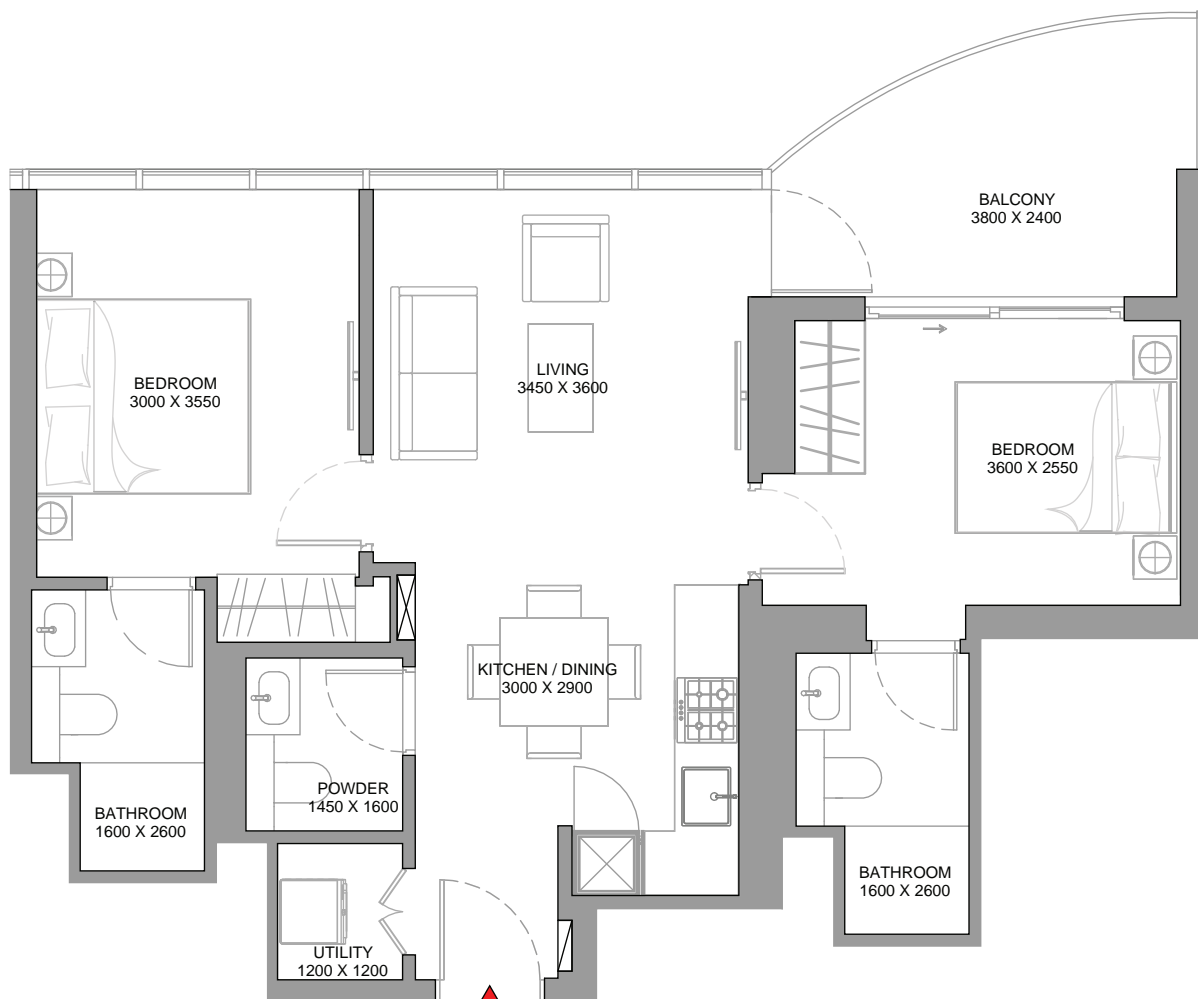 BALCONY
3800 X 2400
BEDROOM
3000 X 3550
LIVING
3450 X 3600
BEDROOM
3600 X 2550
KITCHEN / DINING
3000 X 2900
POWDER
1450 X 1600
BATHROOM
1600 X 2600
BATHROOM
1600 X 2600
UTILITY
1200 X 1200